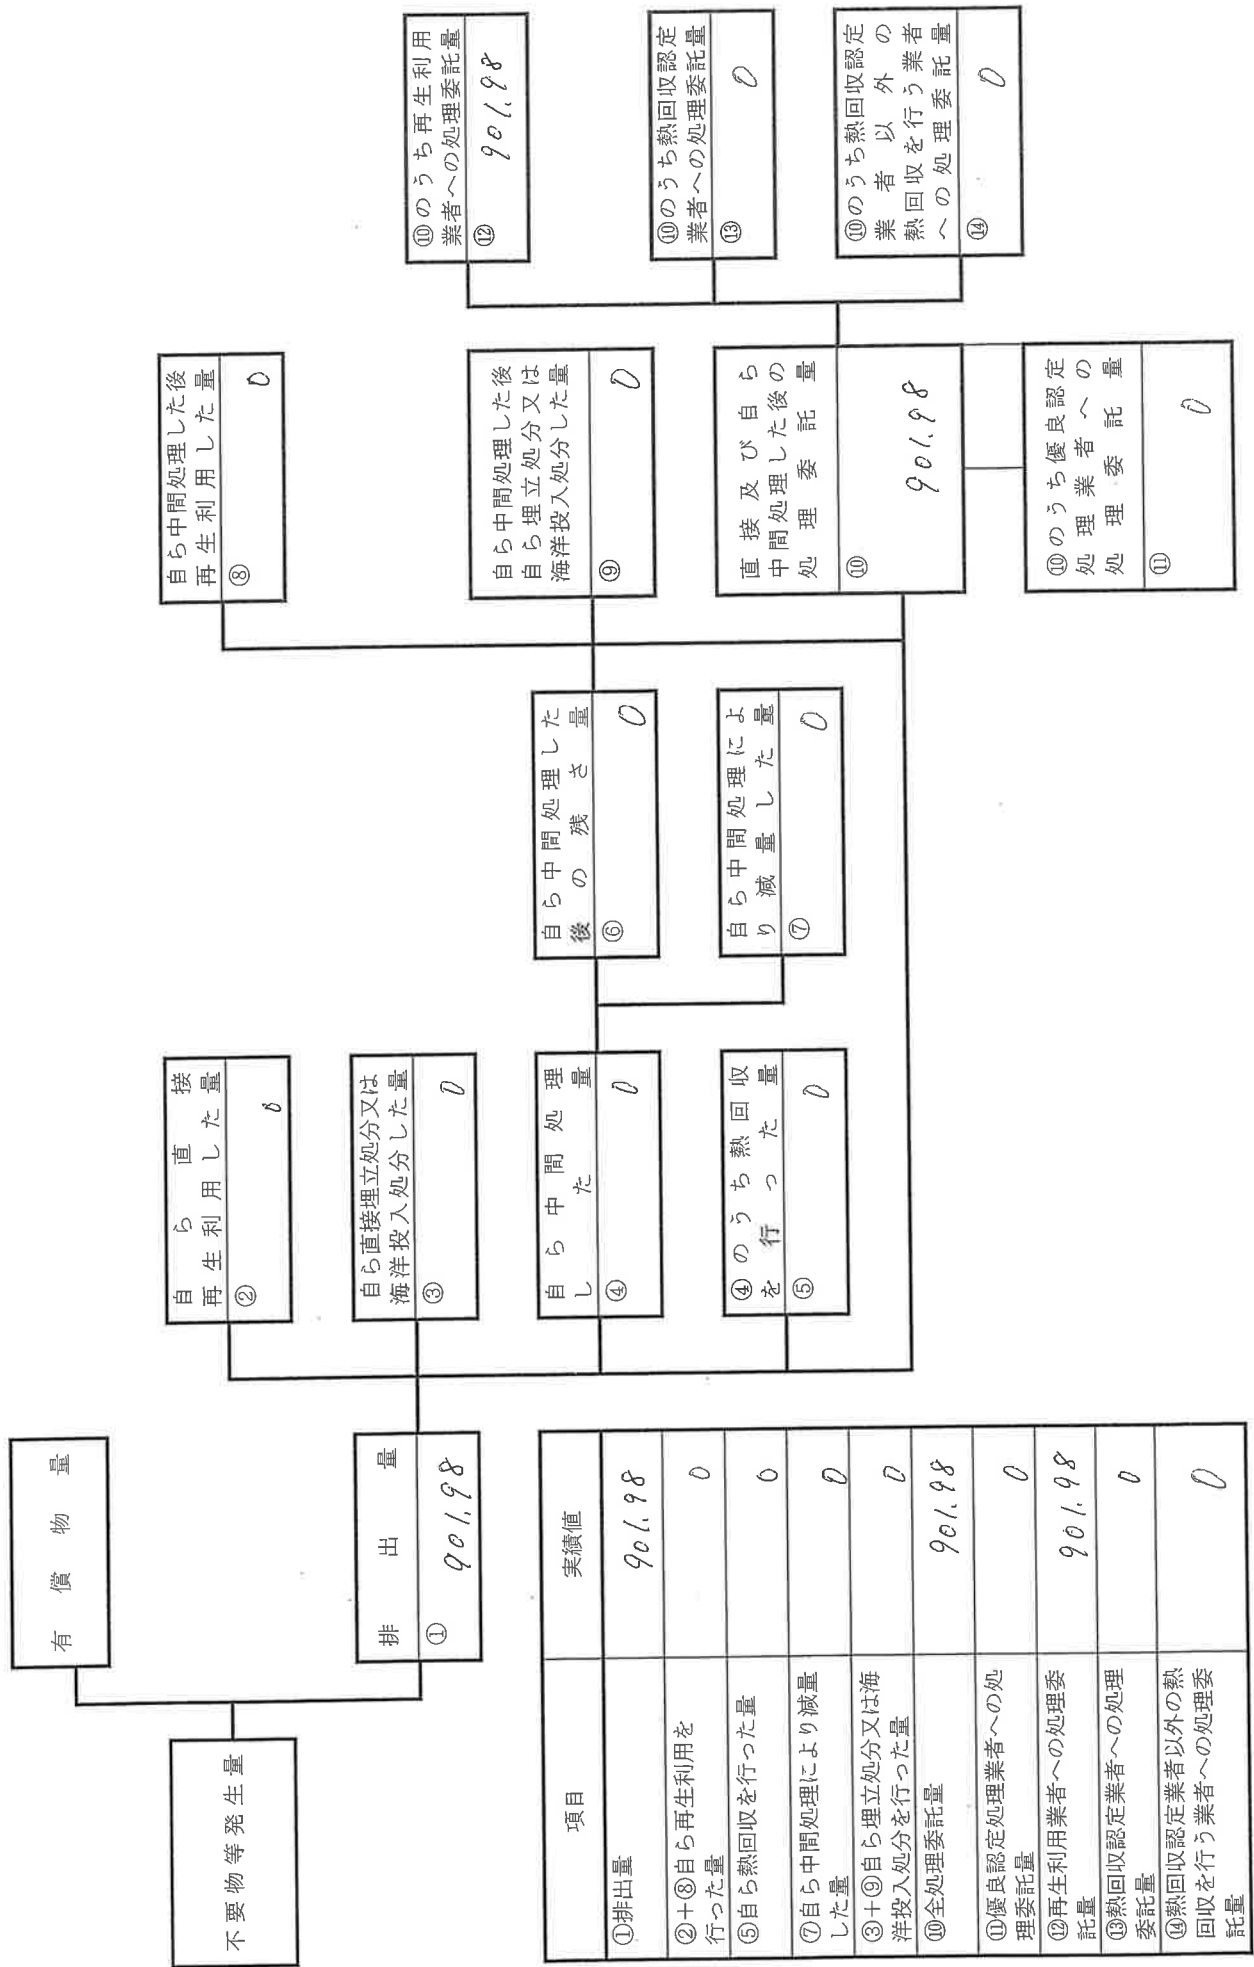 不要物等発生量
有償物量
排出量
① 901.98
自ら直接
再生利用した量
② 0
自ら直接埋立処分又は
海洋投入処分した量
③ 0
自ら中間処理
した量
④ 0
④のうち熱回収
を行った量
⑤ 0
自ら中間処理した
後の残さ量
⑥ 0
自ら中間処理によ
り減量した量
⑦ 0
自ら中間処理した後
再生利用した量
⑧ 0
自ら中間処理した後
自ら埋立処分又は
海洋投入処分した量
⑨ 0
直接及び自ら
中間処理した後の
処理委託量
⑩ 901.98
⑩のうち優良認定
処理業者への
処理委託量
⑪ 0
⑩のうち再生利用
業者への処理委託量
⑫ 901.98
⑩のうち熱回収認定
業者への処理委託量
⑬ 0
⑩のうち熱回収認定
業者以外の
熱回収を行う業者
への処理委託量
⑭ 0
項目 実績値
①排出量 901.98
②+⑧自ら再生利用を
行った量 0
⑤自ら熱回収を行った量 0
⑦自ら中間処理により減量
した量 0
③+⑨自ら埋立処分又は海
洋投入処分を行った量 0
⑩全処理委託量 901.98
⑪優良認定処理業者への処
理委託量 0
⑫再生利用業者への処理委
託量 901.98
⑬熱回収認定業者への処理
委託量 0
⑭熱回収認定業者以外の熱
回収を行う業者への処理委
託量 0